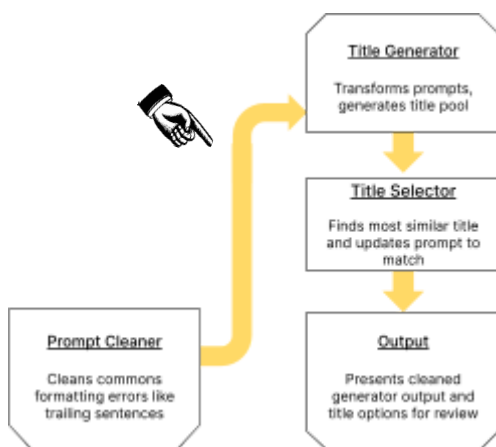 Title Generator
Transforms prompts,
generates title pool
Title Selector
Finds most similar title
and updates prompt to
match
Prompt Cleaner
Cleans commons
formatting errors like
trailing sentences
Output
Presents cleaned
generator output and
title options for review